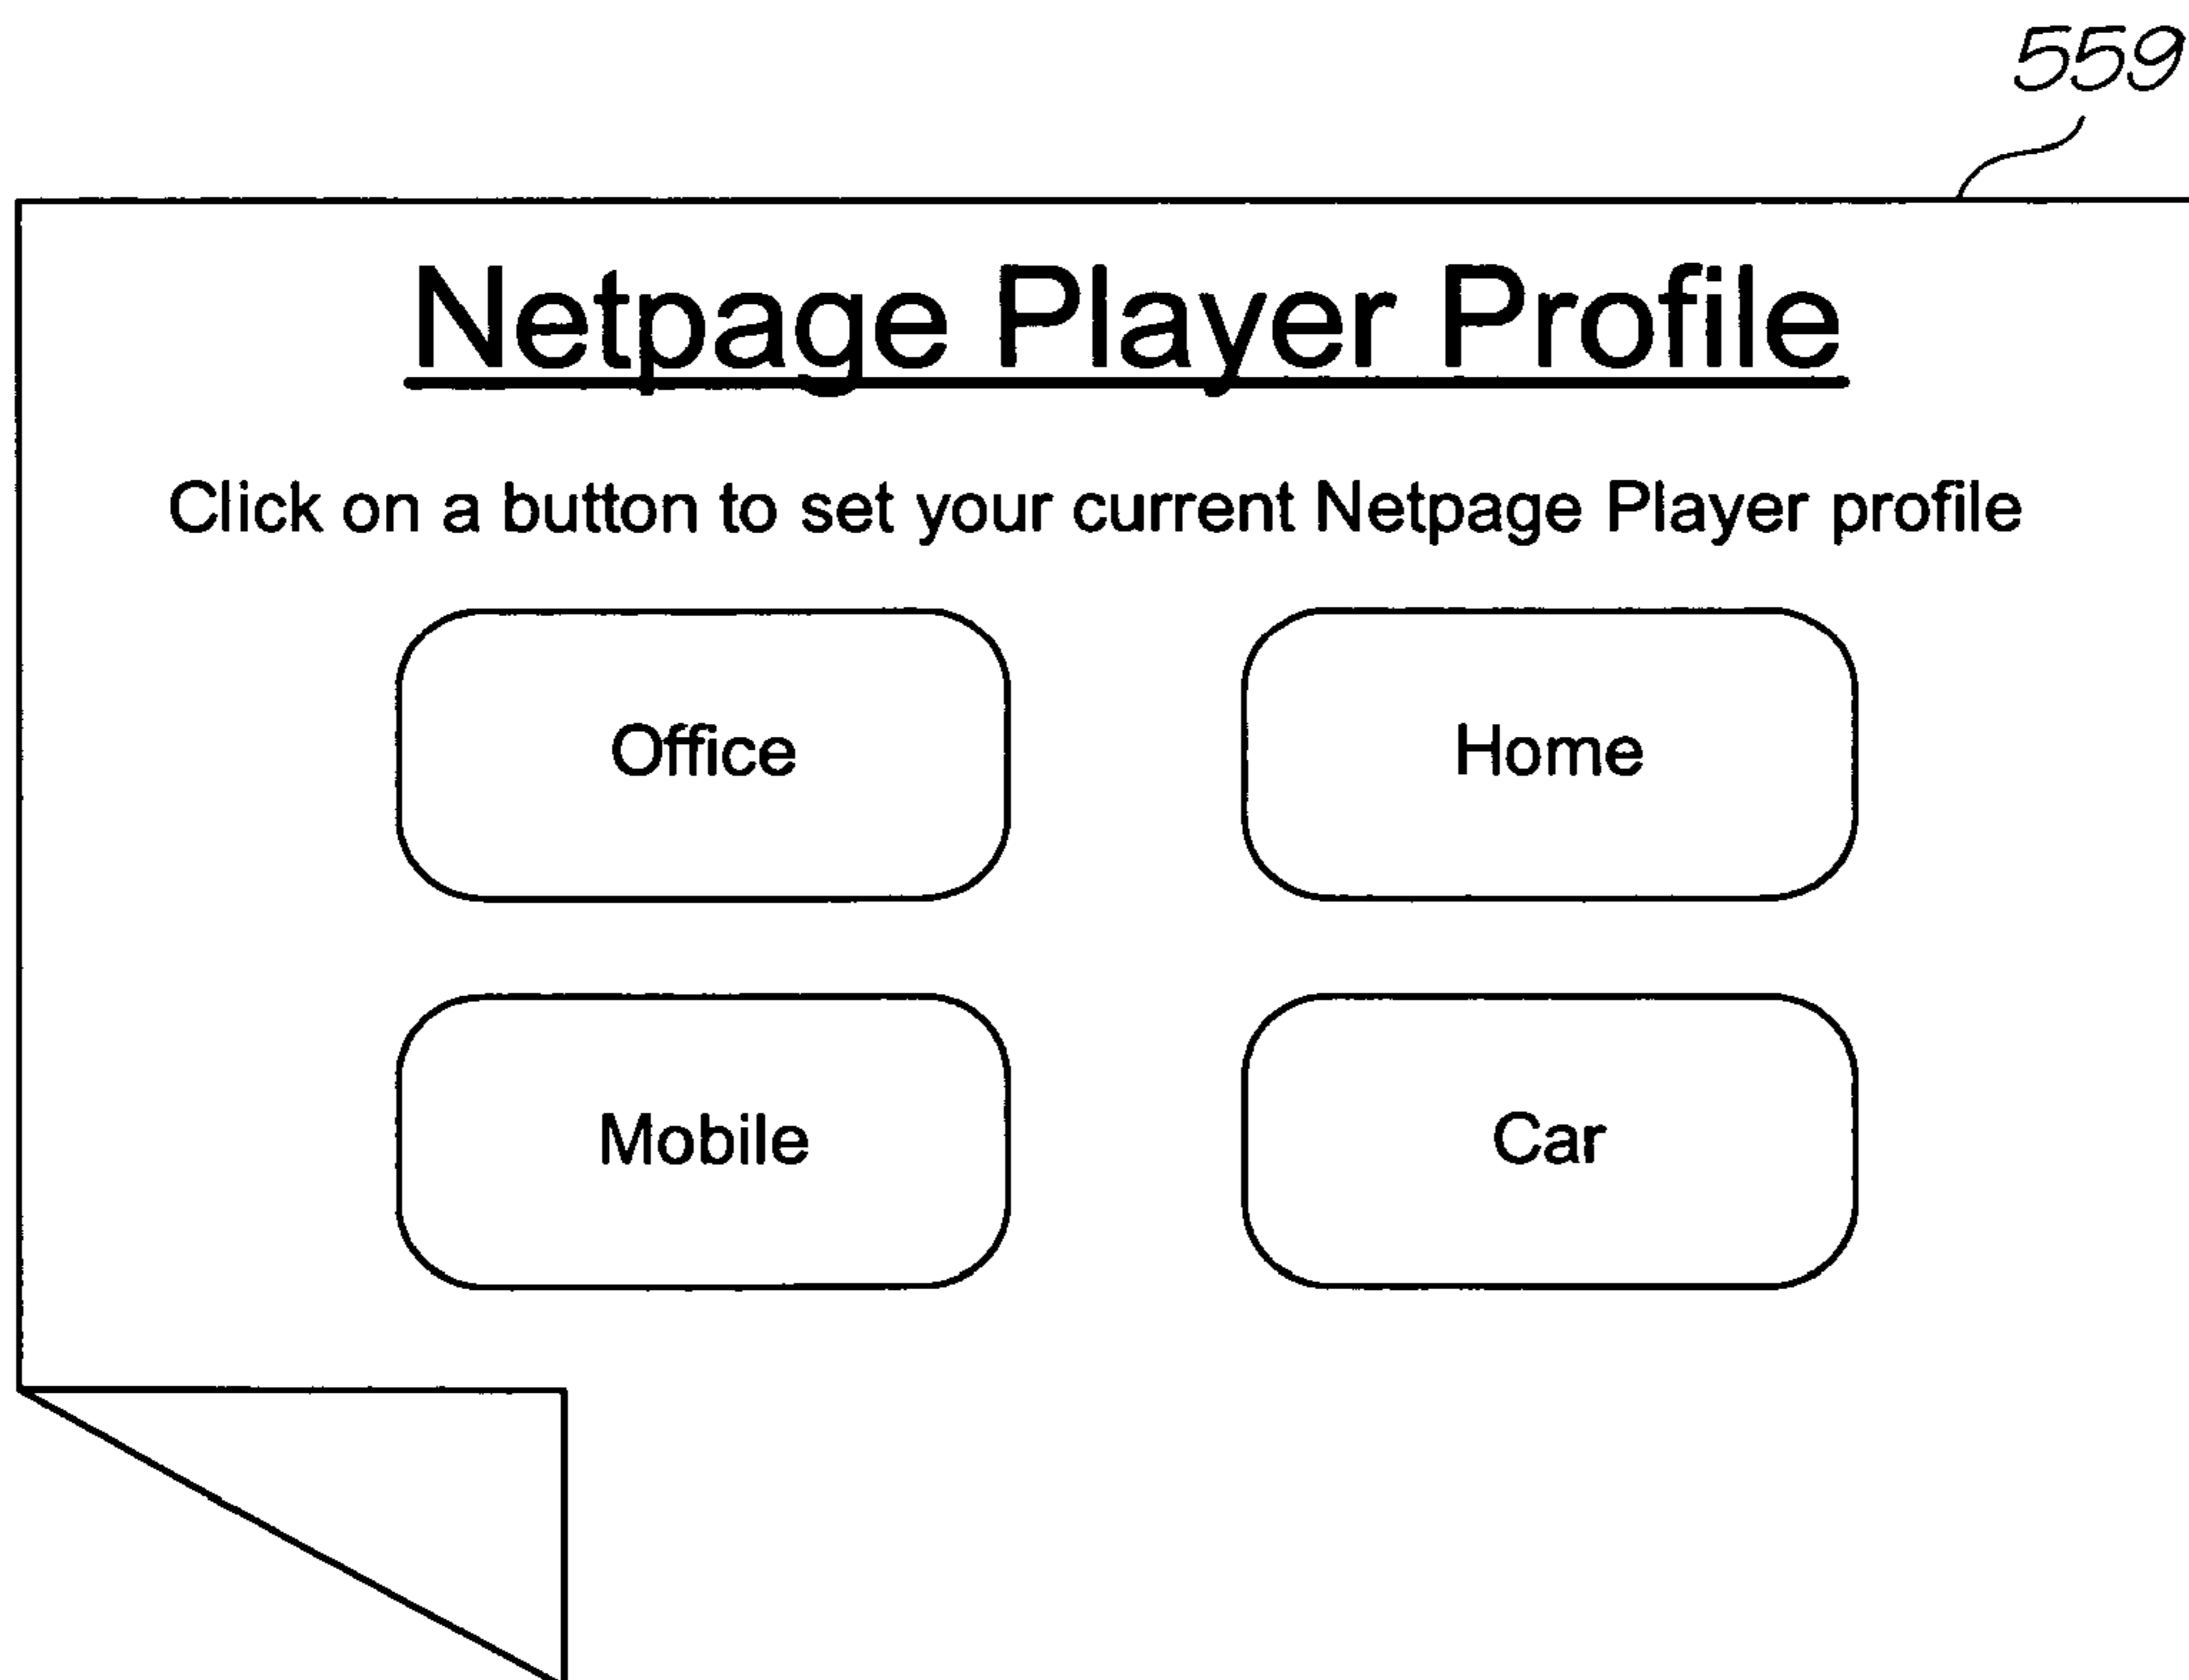 559
Netpage Player Profile
Click on a button to set your current Netpage Player profile
Office Home
Mobile Car